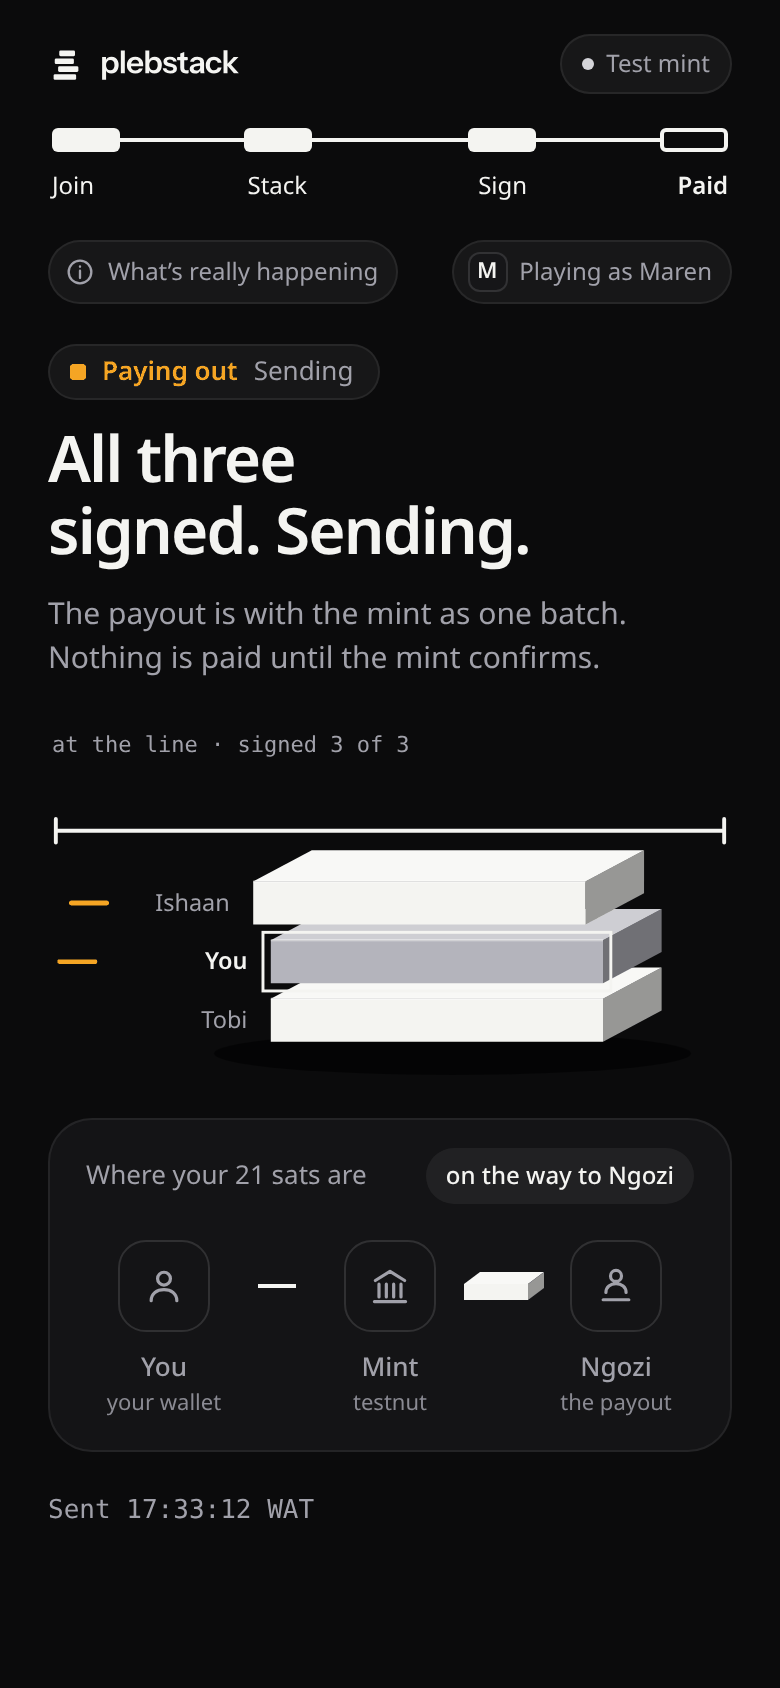 plebstack
Test mint
Join Stack Sign Paid
What’s really happening
M Playing as Maren
Paying out Sending
All three
signed. Sending.
The payout is with the mint as one batch.
Nothing is paid until the mint confirms.
at the line · signed 3 of 3
Ishaan
You
Tobi
Where your 21 sats are
on the way to Ngozi
You Mint Ngozi
your wallet testnut the payout
Sent 17:33:12 WAT